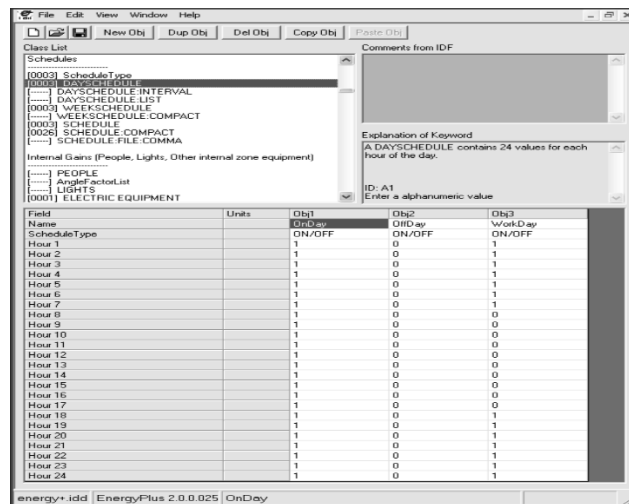 File Edit View Window Help
New Obj Dup Obj Del Obj Copy Obj Paste Obj
Class List
Comments from IDF
Schedules
------------------------
[0003] ScheduleType
[0003] DAYSCHEDULE
[-----] DAYSCHEDULE:INTERVAL
[-----] DAYSCHEDULE:LIST
[0003] WEEKSCHEDULE
[-----] WEEKSCHEDULE:COMPACT
[0003] SCHEDULE
[0026] SCHEDULE:COMPACT
[-----] SCHEDULE:FILE:COMMA
Internal Gains (People, Lights, Other internal zone equipment)
------------------------
[-----] PEOPLE
[-----] AngleFactorList
[-----] LIGHTS
[0001] ELECTRIC EQUIPMENT
Explanation of Keyword
A DAYSCHEDULE contains 24 values for each
hour of the day.
ID: A1
Enter a alphanumeric value
Field Units Obj1 Obj2 Obj3
Name OnDay OffDay WorkDay
ScheduleType ON/OFF ON/OFF ON/OFF
Hour 1 1 0 1
Hour 2 1 0 1
Hour 3 1 0 1
Hour 4 1 0 1
Hour 5 1 0 1
Hour 6 1 0 1
Hour 7 1 0 1
Hour 8 1 0 0
Hour 9 1 0 0
Hour 10 1 0 0
Hour 11 1 0 0
Hour 12 1 0 0
Hour 13 1 0 0
Hour 14 1 0 0
Hour 15 1 0 0
Hour 16 1 0 0
Hour 17 1 0 0
Hour 18 1 0 1
Hour 19 1 0 1
Hour 20 1 0 1
Hour 21 1 0 1
Hour 22 1 0 1
Hour 23 1 0 1
Hour 24 1 0 1
energy+.idd EnergyPlus 2.0.0.025 OnDay